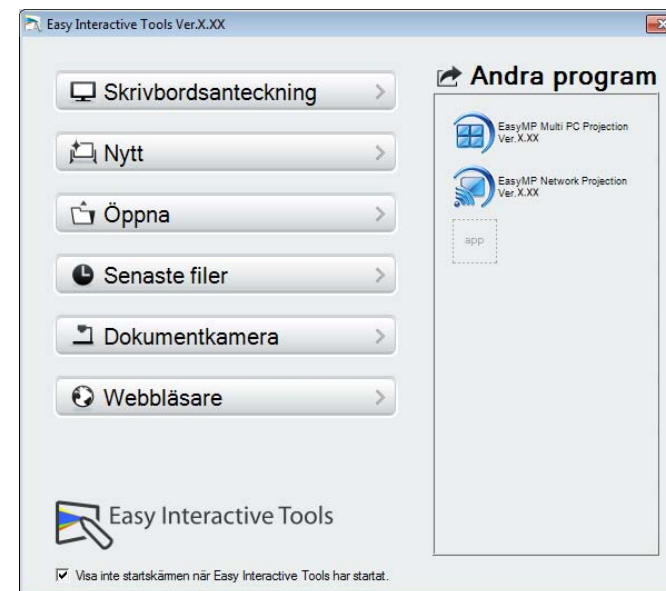 Easy Interactive Tools Ver.X.XX
Skrivbordsanteckning
Nytt
Öppna
Senaste filer
Dokumentkamera
Webbläsare
Easy Interactive Tools
Visa inte startskärmen när Easy Interactive Tools har startat.
Andra program
EasyMP Multi PC Projection
Ver.X.XX
EasyMP Network Projection
Ver.X.XX
app